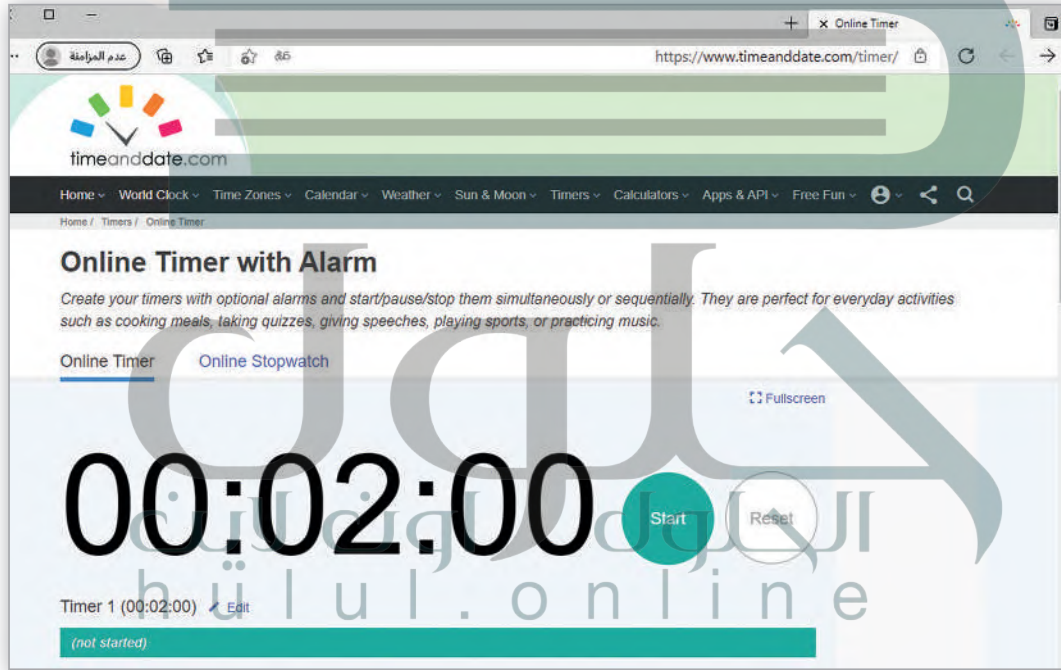 Online Timer
عدم المزامنة
https://www.timeanddate.com/timer/
timeanddate.com
Home World Clock Time Zones Calendar Weather Sun & Moon Timers Calculators Apps & API Free Fun
Home / Timers / Online Timer
Online Timer with Alarm
Create your timers with optional alarms and start/pause/stop them simultaneously or sequentially. They are perfect for everyday activities
such as cooking meals, taking quizzes, giving speeches, playing sports, or practicing music.
Online Timer Online Stopwatch
Fullscreen
حلول
00:02:00 Start Reset
الحلول اونلاين
hülul.online
Timer 1 (00:02:00) Edit
(not started)